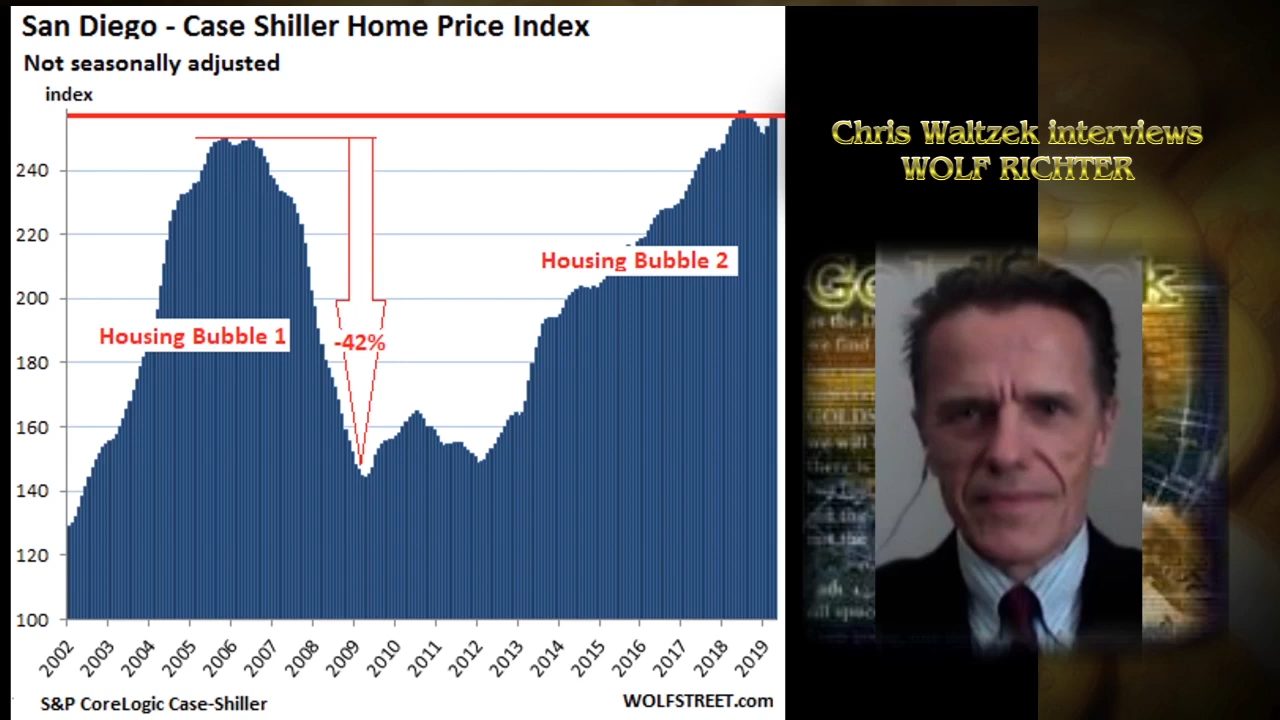 San Diego - Case Shiller Home Price Index
Not seasonally adjusted
index
240
220
200
180
160
140
120
100
Housing Bubble 1
-42%
Housing Bubble 2
2002 2003 2004 2005 2006 2007 2008 2009 2010 2011 2012 2013 2014 2015 2016 2017 2018 2019
S&P CoreLogic Case-Shiller
WOLFSTREET.com
Chris Waltzek interviews
WOLF RICHTER